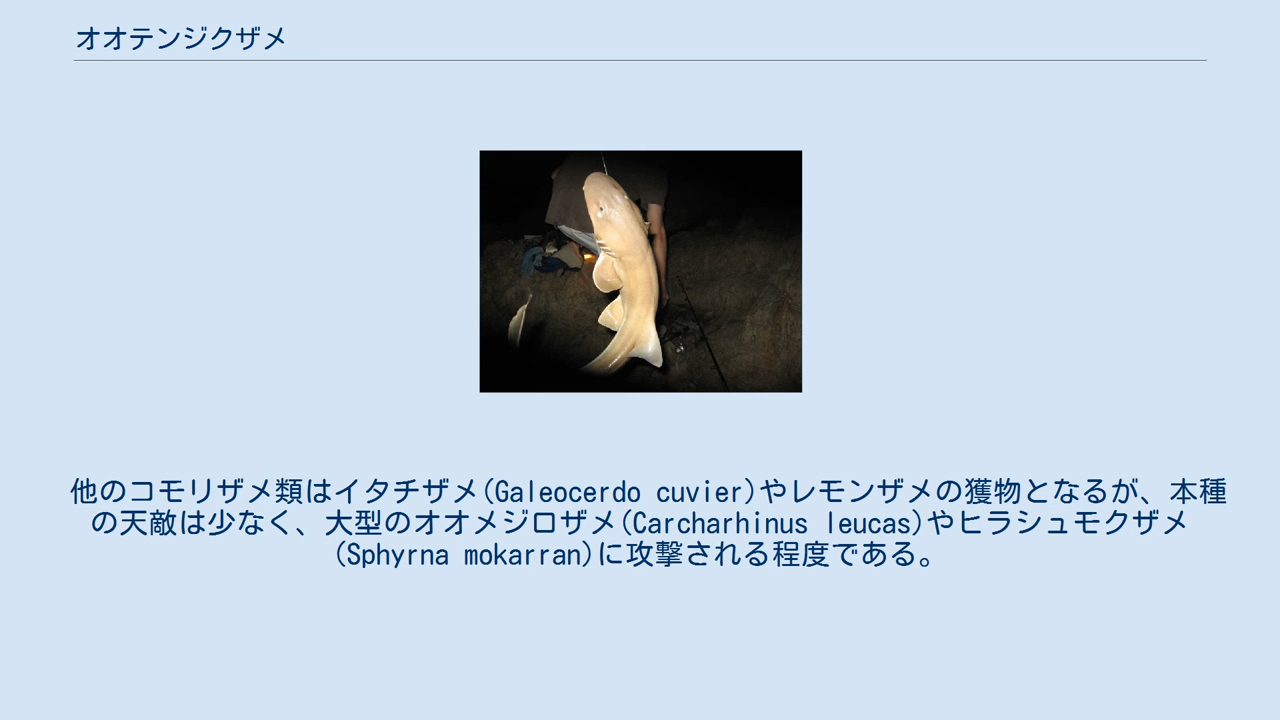 オオテンジクザメ
他のコモリザメ類はイタチザメ(Galeocerdo cuvier)やレモンザメの獲物となるが、本種
の天敵は少なく、大型のオオメジロザメ(Carcharhinus leucas)やヒラシュモクザメ
(Sphyrna mokarran)に攻撃される程度である。